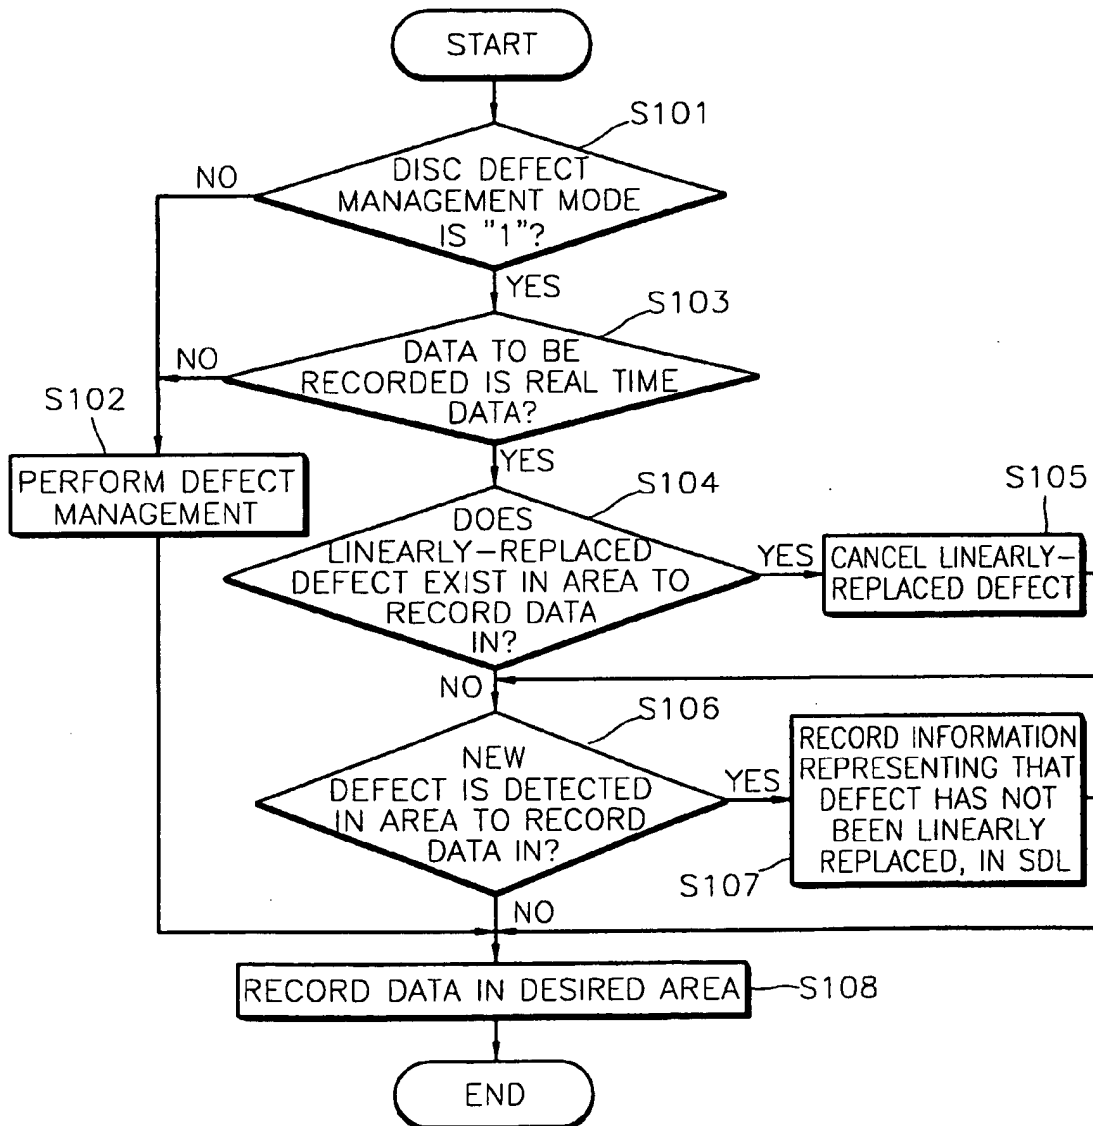 START
S101
NO
DISC DEFECT
MANAGEMENT MODE
IS "1"?
YES
S103
NO
DATA TO BE
RECORDED IS REAL TIME
DATA?
S102
YES
PERFORM DEFECT
MANAGEMENT
S104
S105
DOES
LINEARLY-REPLACED
DEFECT EXIST IN AREA TO
RECORD DATA
IN?
YES
CANCEL LINEARLY-
REPLACED DEFECT
NO
S106
NEW
DEFECT IS DETECTED
IN AREA TO RECORD
DATA IN?
YES
RECORD INFORMATION
REPRESENTING THAT
DEFECT HAS NOT
BEEN LINEARLY
REPLACED, IN SDL
S107
NO
RECORD DATA IN DESIRED AREA
S108
END